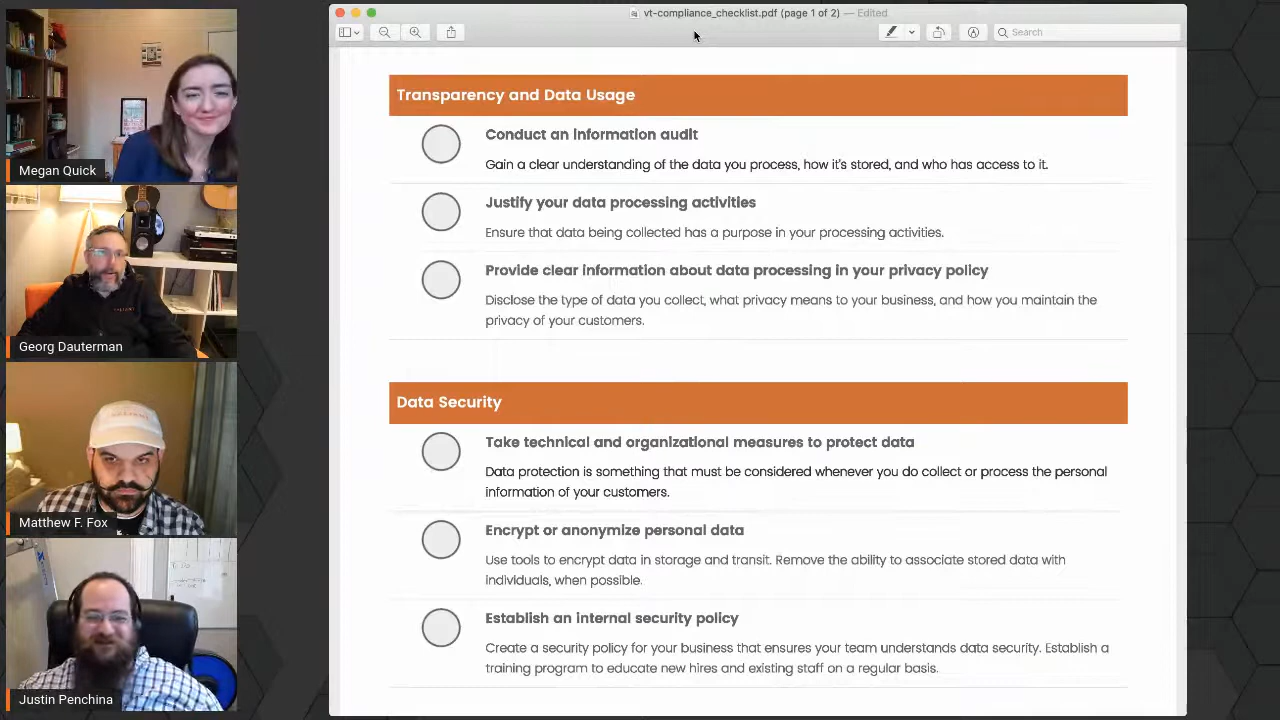 vt-compliance_checklist.pdf (page 1 of 2) — Edited
Search
Transparency and Data Usage
Conduct an information audit
Gain a clear understanding of the data you process, how it's stored, and who has access to it.
Justify your data processing activities
Ensure that data being collected has a purpose in your processing activities.
Provide clear information about data processing in your privacy policy
Disclose the type of data you collect, what privacy means to your business, and how you maintain the
privacy of your customers.
Data Security
Take technical and organizational measures to protect data
Data protection is something that must be considered whenever you do collect or process the personal
information of your customers.
Encrypt or anonymize personal data
Use tools to encrypt data in storage and transit. Remove the ability to associate stored data with
individuals, when possible.
Establish an internal security policy
Create a security policy for your business that ensures your team understands data security. Establish a
training program to educate new hires and existing staff on a regular basis.
Megan Quick
Georg Dauterman
Matthew F. Fox
Justin Penchina